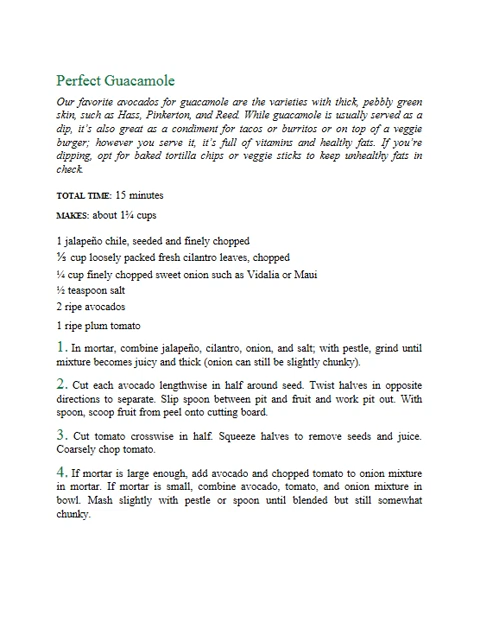 Perfect Guacamole
Our favorite avocados for guacamole are the varieties with thick, pebbly green
skin, such as Hass, Pinkerton, and Reed. While guacamole is usually served as a
dip, it's also great as a condiment for tacos or burritos or on top of a veggie
burger; however you serve it, it's full of vitamins and healthy fats. If you're
dipping, opt for baked tortilla chips or veggie sticks to keep unhealthy fats in
check.
TOTAL TIME: 15 minutes
MAKES: about 1¾ cups
1 jalapeño chile, seeded and finely chopped
⅓ cup loosely packed fresh cilantro leaves, chopped
¼ cup finely chopped sweet onion such as Vidalia or Maui
½ teaspoon salt
2 ripe avocados
1 ripe plum tomato
1. In mortar, combine jalapeño, cilantro, onion, and salt; with pestle, grind until
mixture becomes juicy and thick (onion can still be slightly chunky).
2. Cut each avocado lengthwise in half around seed. Twist halves in opposite
directions to separate. Slip spoon between pit and fruit and work pit out. With
spoon, scoop fruit from peel onto cutting board.
3. Cut tomato crosswise in half. Squeeze halves to remove seeds and juice.
Coarsely chop tomato.
4. If mortar is large enough, add avocado and chopped tomato to onion mixture
in mortar. If mortar is small, combine avocado, tomato, and onion mixture in
bowl. Mash slightly with pestle or spoon until blended but still somewhat
chunky.